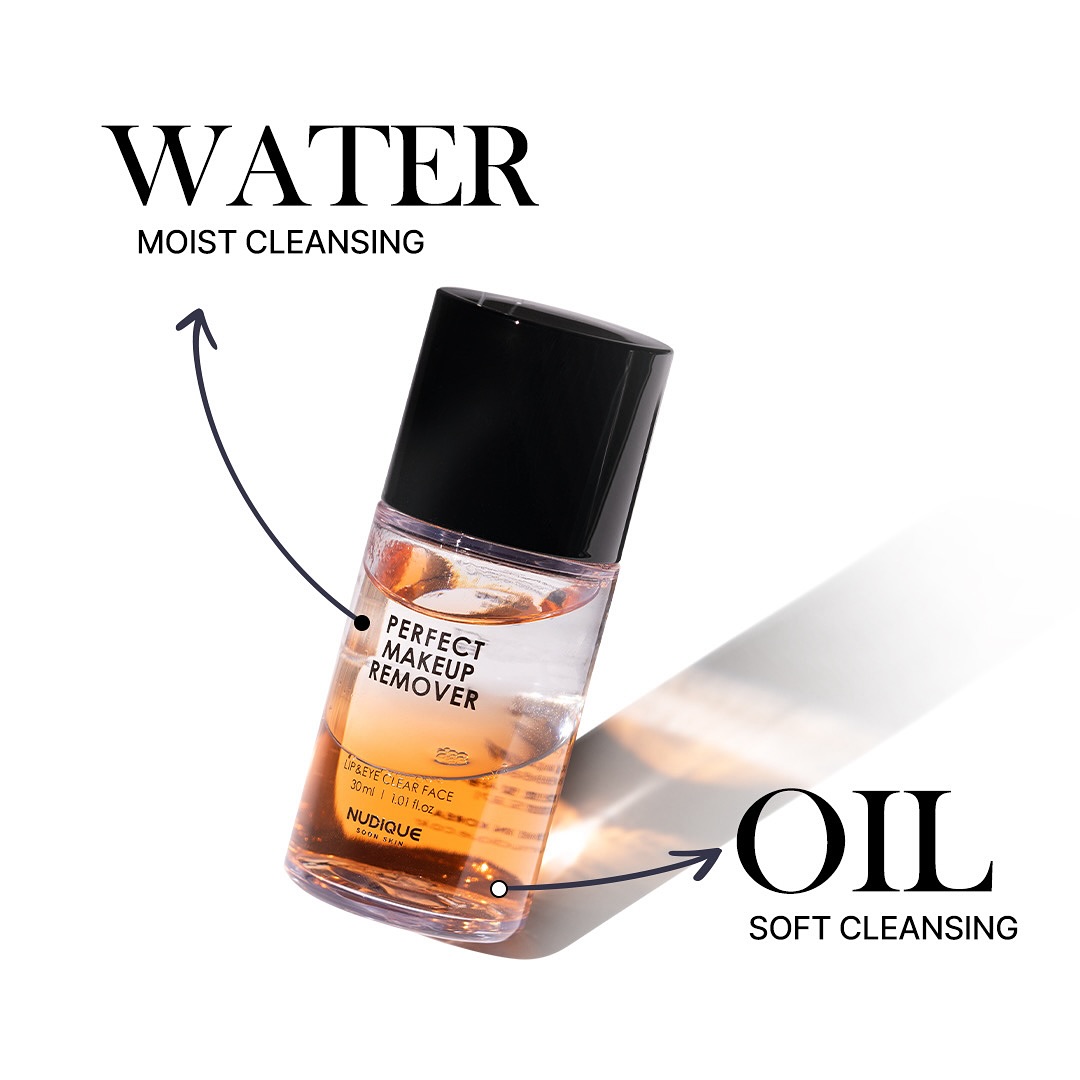 WATER
MOIST CLEANSING
PERFECT
MAKEUP
REMOVER
LIP&EYE CLEAR FACE
30ml | 1.01 fl.oz
NUDIQUE
SOON SKIN
OIL
SOFT CLEANSING